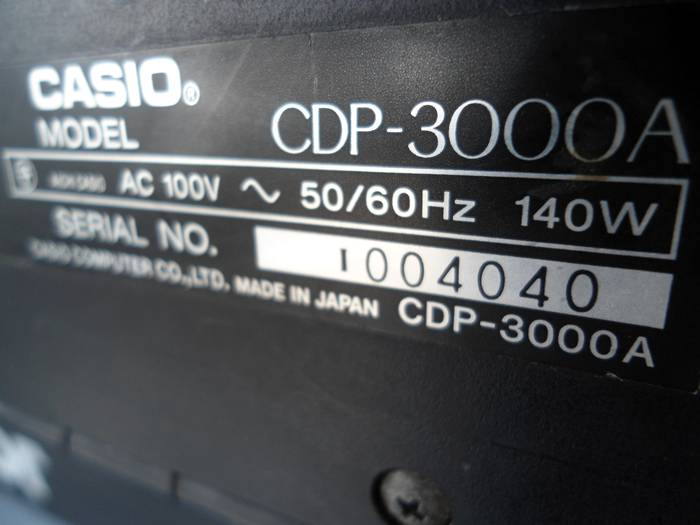 CASIO®
MODEL CDP-3000A
AC 100V ~ 50/60Hz 140W
SERIAL NO. I004040
CASIO COMPUTER CO.,LTD. MADE IN JAPAN CDP-3000A